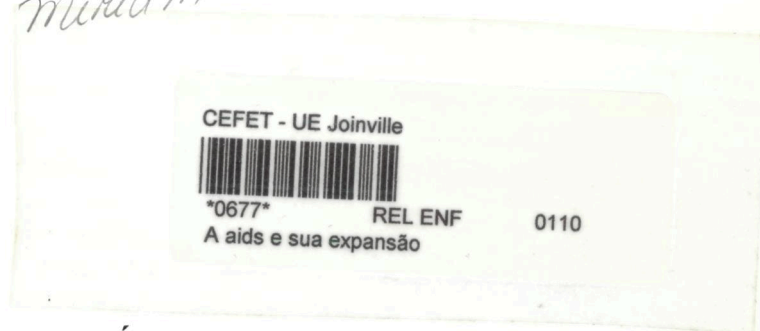 CEFET - UE Joinville
*0677* REL ENF 0110
A aids e sua expansão